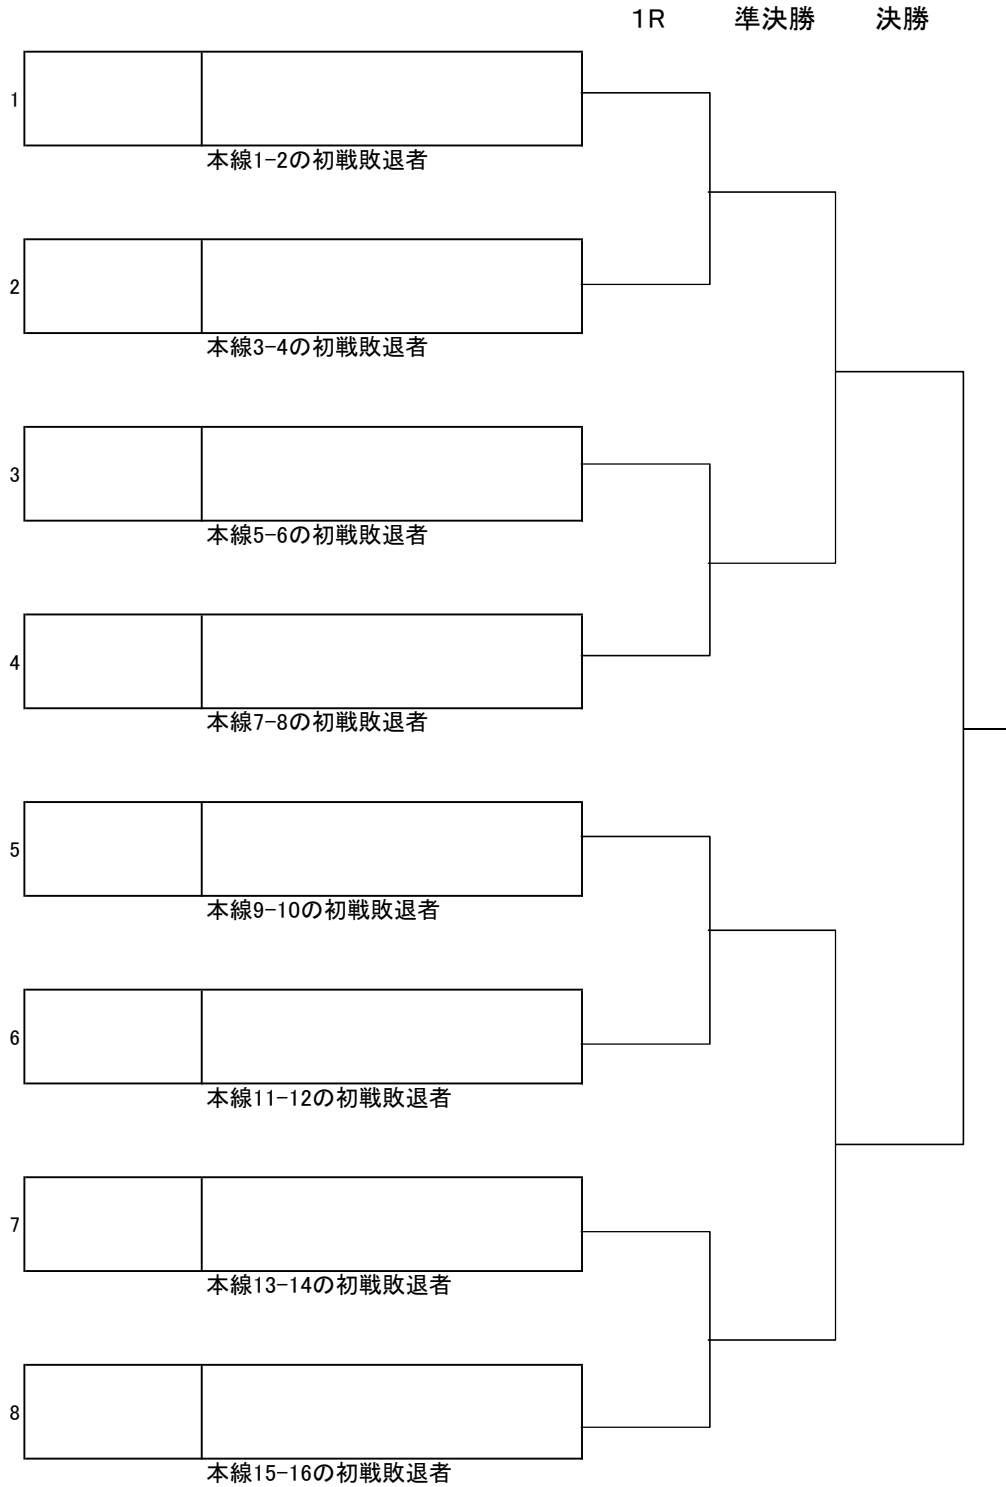 1R 準決勝 決勝
1
本線1-2の初戦敗退者
2
本線3-4の初戦敗退者
3
本線5-6の初戦敗退者
4
本線7-8の初戦敗退者
5
本線9-10の初戦敗退者
6
本線11-12の初戦敗退者
7
本線13-14の初戦敗退者
8
本線15-16の初戦敗退者